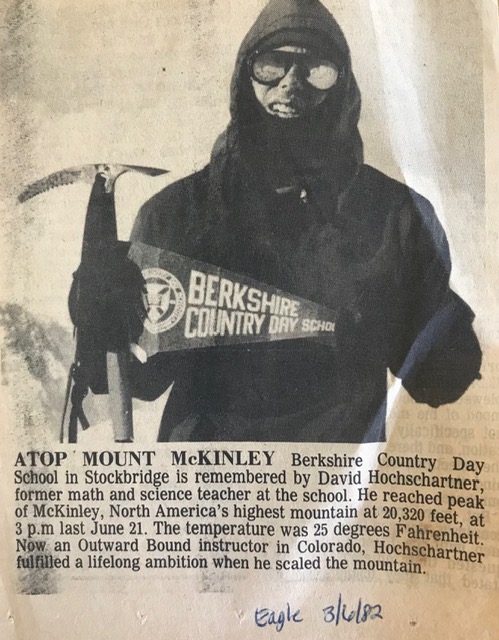 BERKSHIRE
COUNTRY DAY SCHOO
ATOP MOUNT McKINLEY Berkshire Country Day
School in Stockbridge is remembered by David Hochschartner,
former math and science teacher at the school. He reached peak
of McKinley, North America's highest mountain at 20,320 feet, at
3 p.m last June 21. The temperature was 25 degrees Fahrenheit.
Now an Outward Bound instructor in Colorado, Hochschartner
fulfilled a lifelong ambition when he scaled the mountain.
Eagle 3/6/82